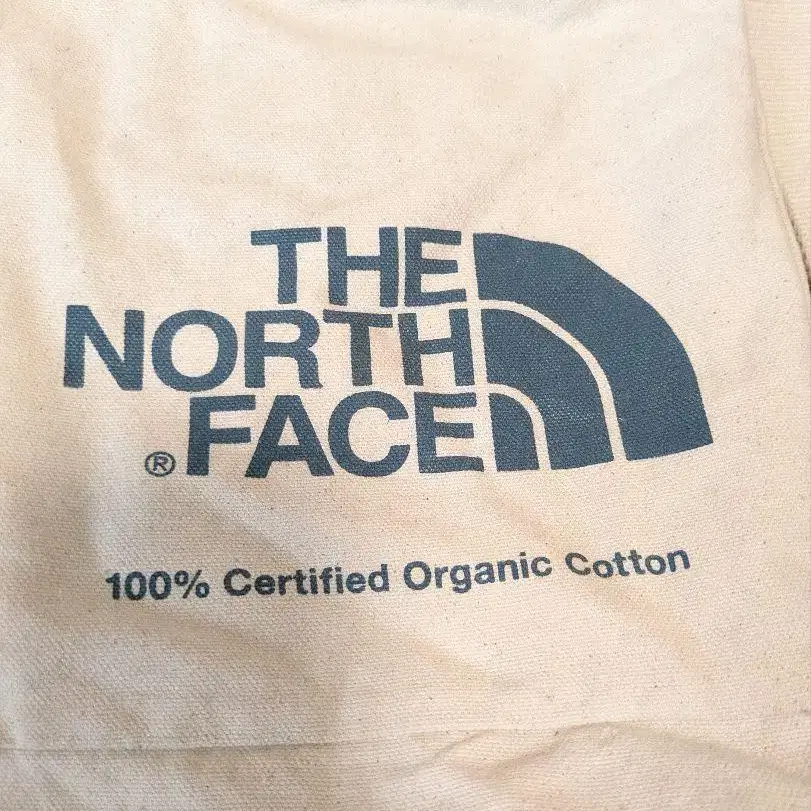 THE
NORTH
® FACE
100% Certified Organic Cotton